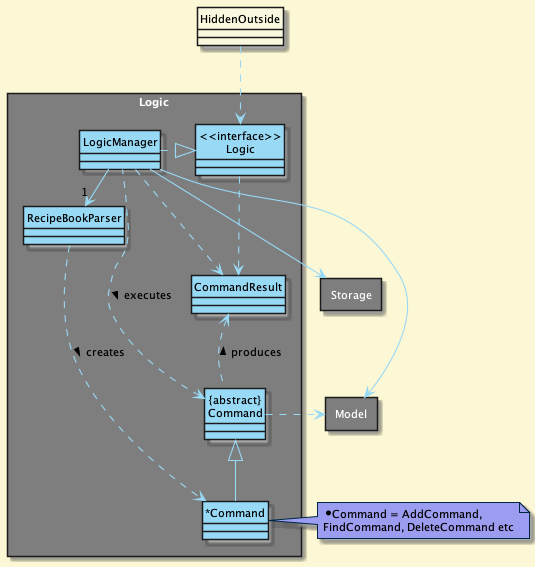 HiddenOutside
Logic
<<interface>>
Logic
LogicManager
1
RecipeBookParser
CommandResult
Storage
executes
creates
produces
{abstract}
Command
Model
*Command
•Command = AddCommand,
FindCommand, DeleteCommand etc